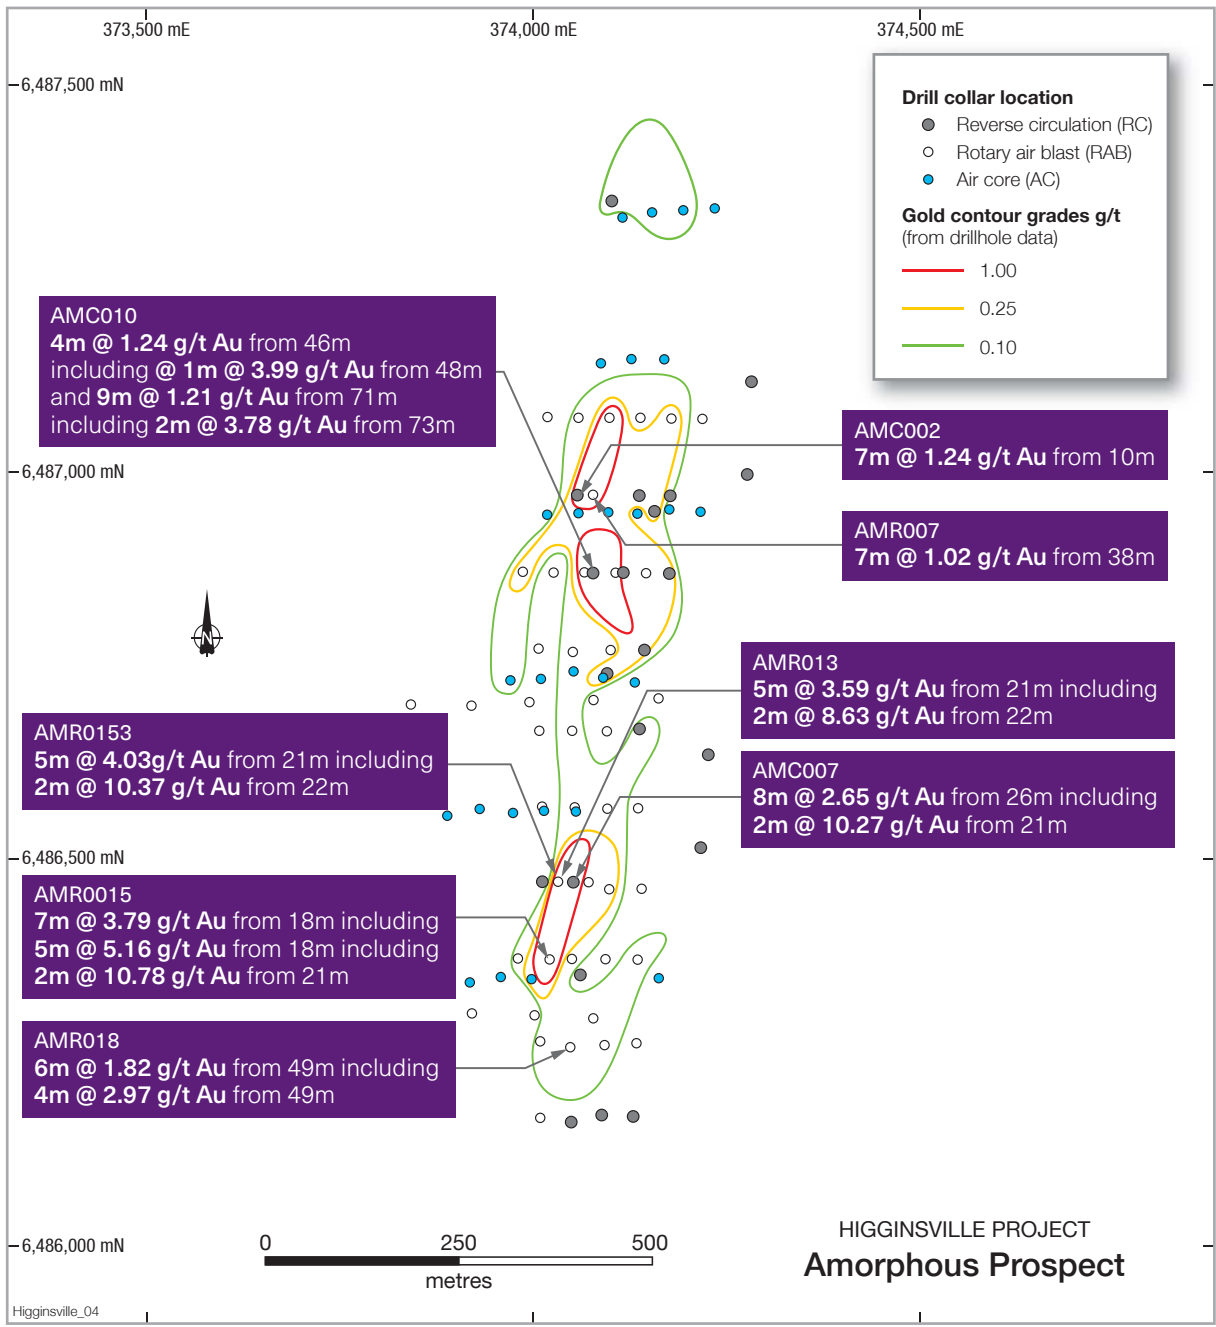 373,500 mE
374,000 mE
374,500 mE
6,487,500 mN
Drill collar location
Reverse circulation (RC)
Rotary air blast (RAB)
Air core (AC)
Gold contour grades g/t
(from drillhole data)
1.00
0.25
0.10
AMC010
4m @ 1.24 g/t Au from 46m
including @ 1m @ 3.99 g/t Au from 48m
and 9m @ 1.21 g/t Au from 71m
including 2m @ 3.78 g/t Au from 73m
AMC002
7m @ 1.24 g/t Au from 10m
6,487,000 mN
AMR007
7m @ 1.02 g/t Au from 38m
N
AMR013
5m @ 3.59 g/t Au from 21m including
2m @ 8.63 g/t Au from 22m
AMR0153
5m @ 4.03g/t Au from 21m including
2m @ 10.37 g/t Au from 22m
AMC007
8m @ 2.65 g/t Au from 26m including
2m @ 10.27 g/t Au from 21m
6,486,500 mN
AMR0015
7m @ 3.79 g/t Au from 18m including
5m @ 5.16 g/t Au from 18m including
2m @ 10.78 g/t Au from 21m
AMR018
6m @ 1.82 g/t Au from 49m including
4m @ 2.97 g/t Au from 49m
6,486,000 mN
0 250 500
metres
HIGGINSVILLE PROJECT
Amorphous Prospect
Higginsville_04